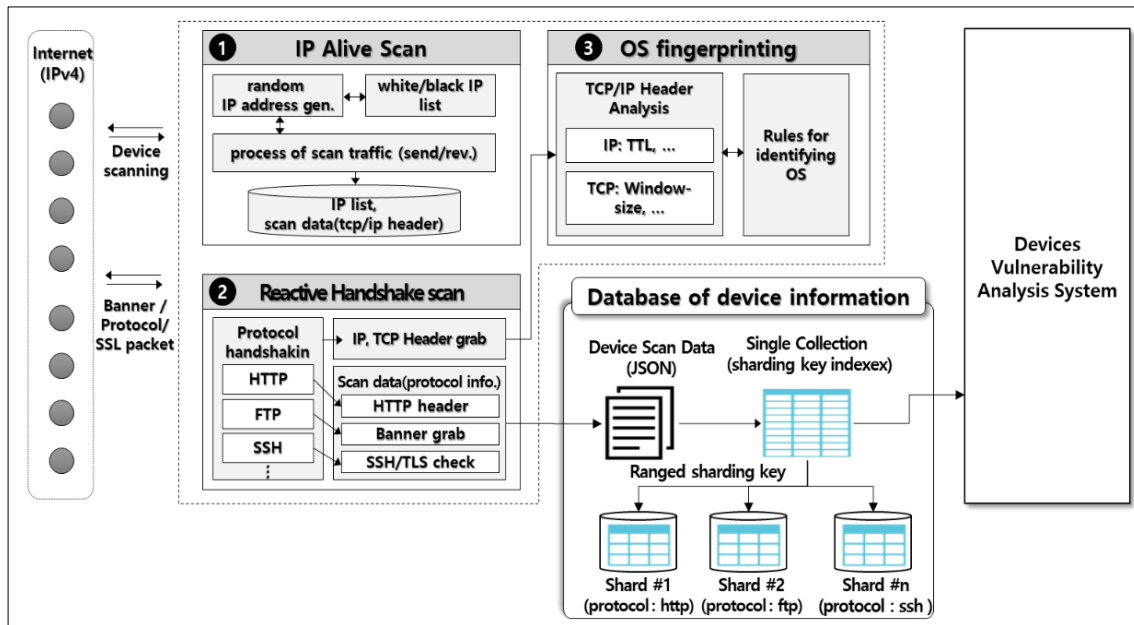 Internet
(IPv4)
Device
scanning
Banner /
Protocol/
SSL packet
1
IP Alive Scan
random
IP address gen.
white/black IP
list
process of scan traffic (send/rev.)
IP list,
scan data(tcp/ip header)
2
Reactive Handshake scan
Protocol
handshakin
HTTP
FTP
SSH
⋮
IP, TCP Header grab
Scan data(protocol info.)
HTTP header
Banner grab
SSH/TLS check
3
OS fingerprinting
TCP/IP Header
Analysis
IP: TTL, ...
TCP: Window-
size, ...
Rules for
identifying
OS
Database of device information
Device Scan Data
(JSON)
Single Collection
(sharding key indexex)
Ranged sharding key
Shard #1
(protocol : http)
Shard #2
(protocol : ftp)
Shard #n
(protocol : ssh )
Devices
Vulnerability
Analysis System